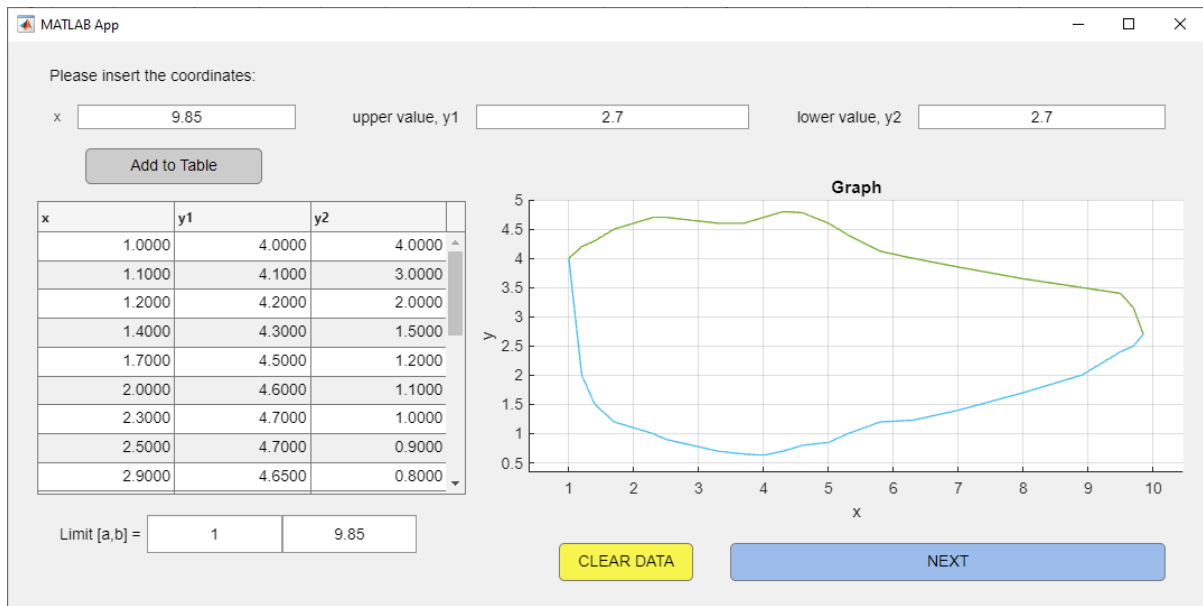 MATLAB App
Please insert the coordinates:
x 9.85 upper value, y1 2.7 lower value, y2 2.7
Add to Table
x y1 y2
1.0000 4.0000 4.0000
1.1000 4.1000 3.0000
1.2000 4.2000 2.0000
1.4000 4.3000 1.5000
1.7000 4.5000 1.2000
2.0000 4.6000 1.1000
2.3000 4.7000 1.0000
2.5000 4.7000 0.9000
2.9000 4.6500 0.8000
Limit [a,b] = 1 9.85
Graph
5
4.5
4
3.5
3
2.5
2
1.5
1
0.5
y
1 2 3 4 5 6 7 8 9 10
x
CLEAR DATA NEXT